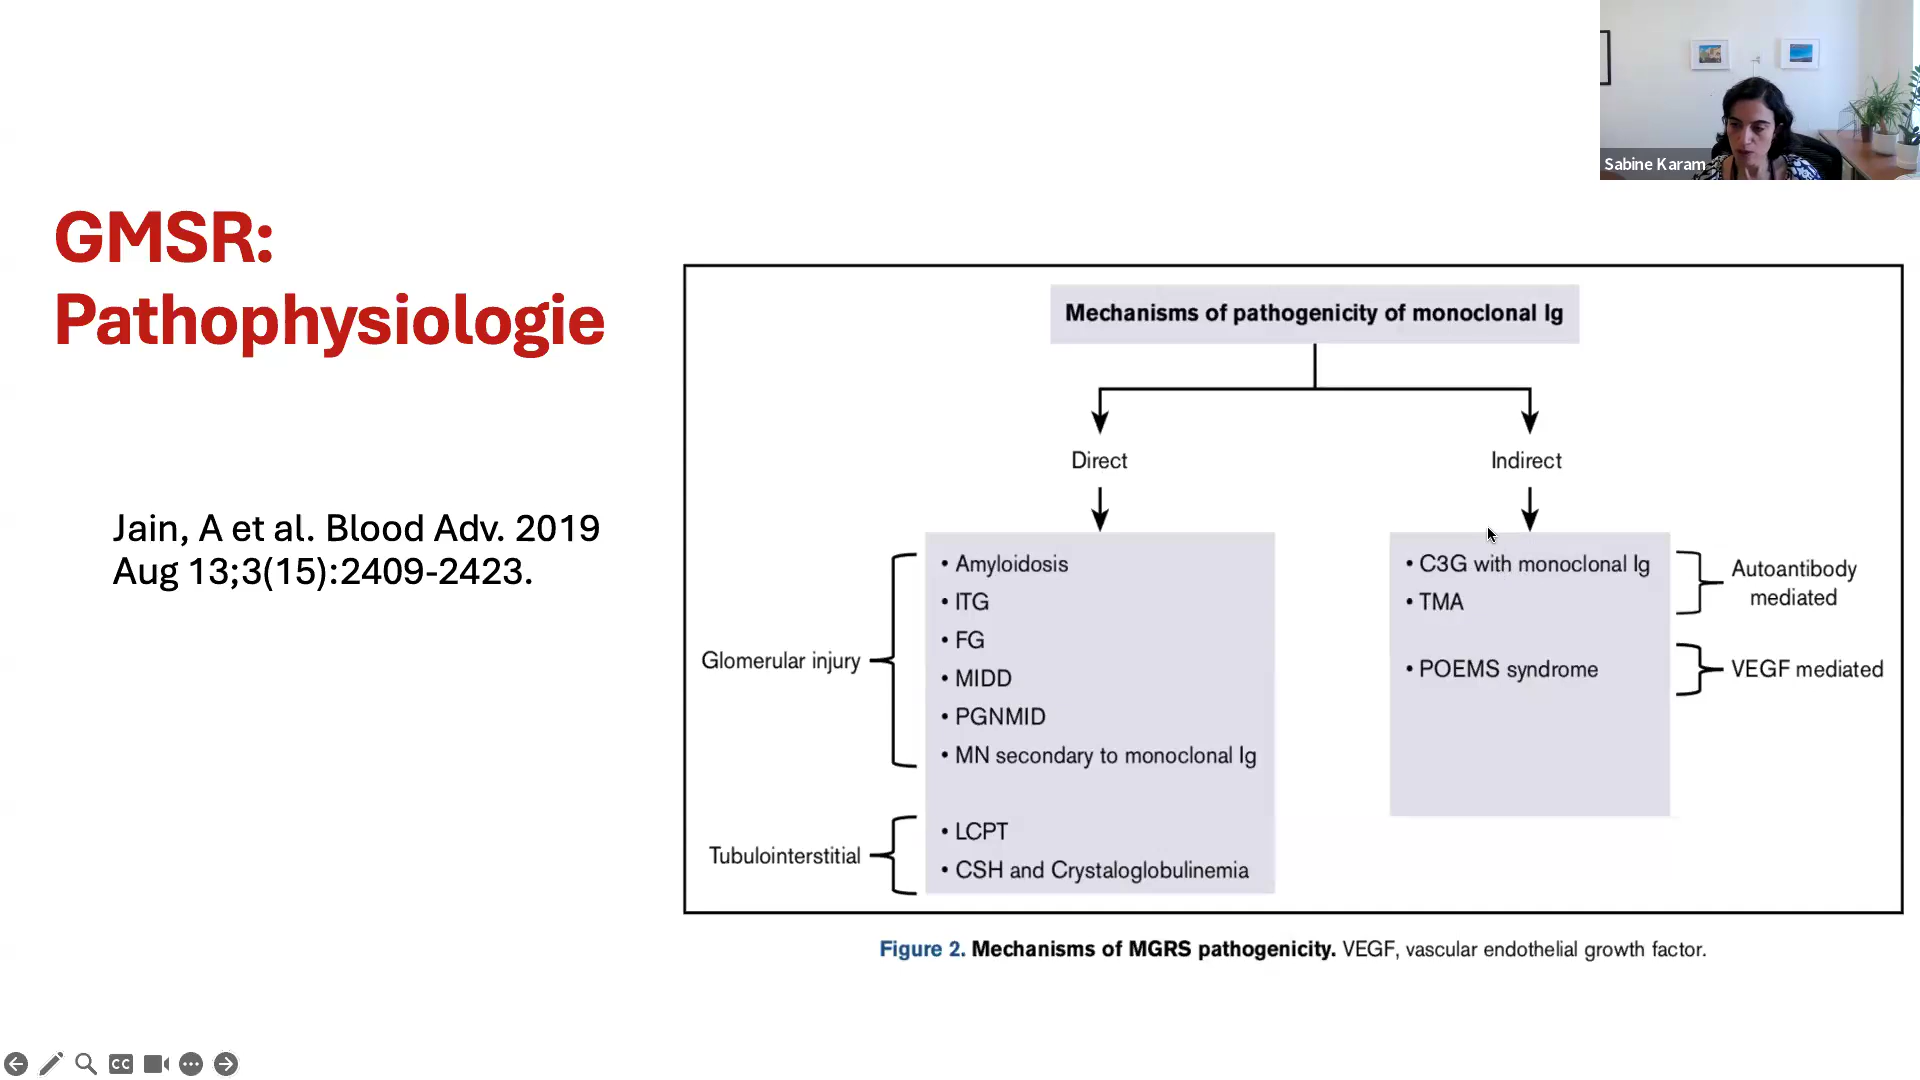 Sabine Karam
GMSR:
Pathophysiologie
Jain, A et al. Blood Adv. 2019
Aug 13;3(15):2409-2423.
Mechanisms of pathogenicity of monoclonal Ig
Direct
Indirect
Glomerular injury
• Amyloidosis
• ITG
• FG
• MIDD
• PGNMID
• MN secondary to monoclonal Ig
Tubulointerstitial
• LCPT
• CSH and Crystaloglobulinemia
• C3G with monoclonal Ig
• TMA
Autoantibody
mediated
• POEMS syndrome
VEGF mediated
Figure 2. Mechanisms of MGRS pathogenicity. VEGF, vascular endothelial growth factor.
CC